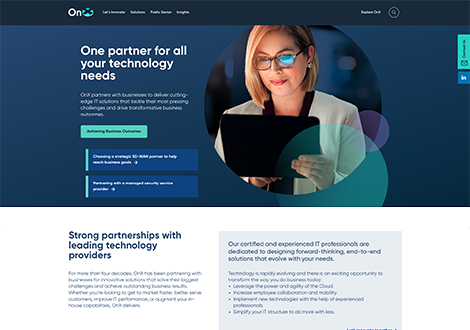 OnX
Let's Innovate
Solutions
Public Sector
Insights
Explore OnX
Contact Us
in
One partner for all
your technology
needs
OnX partners with businesses to deliver cutting-
edge IT solutions that tackle their most pressing
challenges and drive transformative business
outcomes.
Achieving Business Outcomes
Choosing a strategic SD-WAN partner to help
reach business goals →
Partnering with a managed security service
provider →
Strong partnerships with
leading technology
providers
For more than four decades, OnX has been partnering with
businesses for innovative solutions that solve their biggest
challenges and achieve outstanding business results.
Whether you're looking to get to market faster, better serve
customers, improve IT performance, or augment your in-
house capabilities, OnX delivers.
Our certified and experienced IT professionals are
dedicated to designing forward-thinking, end-to-end
solutions that evolve with your needs.
Technology is rapidly evolving and there is an exciting opportunity to
transform the way you do business today:
• Leverage the power and agility of the Cloud.
• Increase employee collaboration and mobility.
• Implement new technologies with the help of experienced
professionals.
• Simplify your IT structure to do more with less.